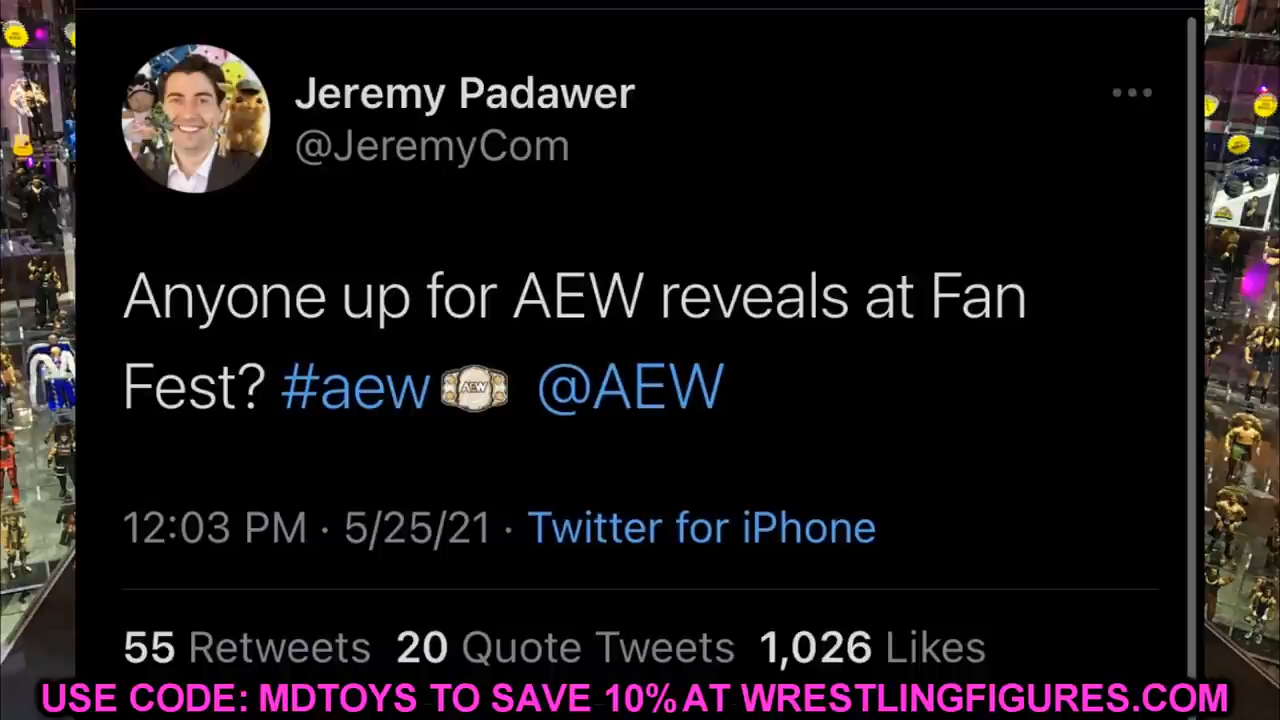 Jeremy Padawer
@JeremyCom
Anyone up for AEW reveals at Fan
Fest? #aew AEW @AEW
12:03 PM · 5/25/21 · Twitter for iPhone
55 Retweets 20 Quote Tweets 1,026 Likes
USE CODE: MDTOYS TO SAVE 10% AT WRESTLINGFIGURES.COM